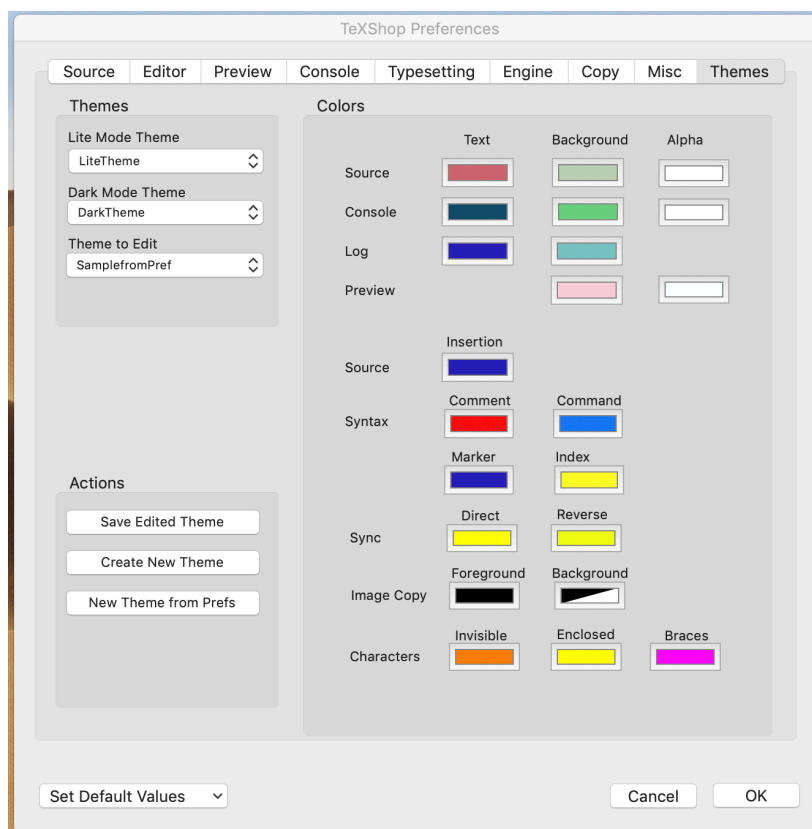 TeXShop Preferences
Source Editor Preview Console Typesetting Engine Copy Misc Themes
Themes
Lite Mode Theme
LiteTheme
Dark Mode Theme
DarkTheme
Theme to Edit
SamplefromPref
Actions
Save Edited Theme
Create New Theme
New Theme from Prefs
Colors
Text Background Alpha
Source
Console
Log
Preview
Insertion
Source
Comment Command
Syntax
Marker Index
Direct Reverse
Sync
Foreground Background
Image Copy
Invisible Enclosed Braces
Characters
Set Default Values
Cancel OK